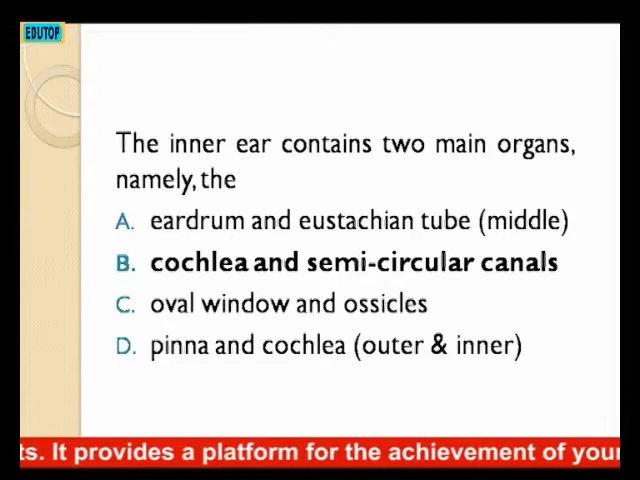 EDUTOP
The inner ear contains two main organs,
namely, the
A. eardrum and eustachian tube (middle)
B. cochlea and semi-circular canals
C. oval window and ossicles
D. pinna and cochlea (outer & inner)
It provides a platform for the achievement of your